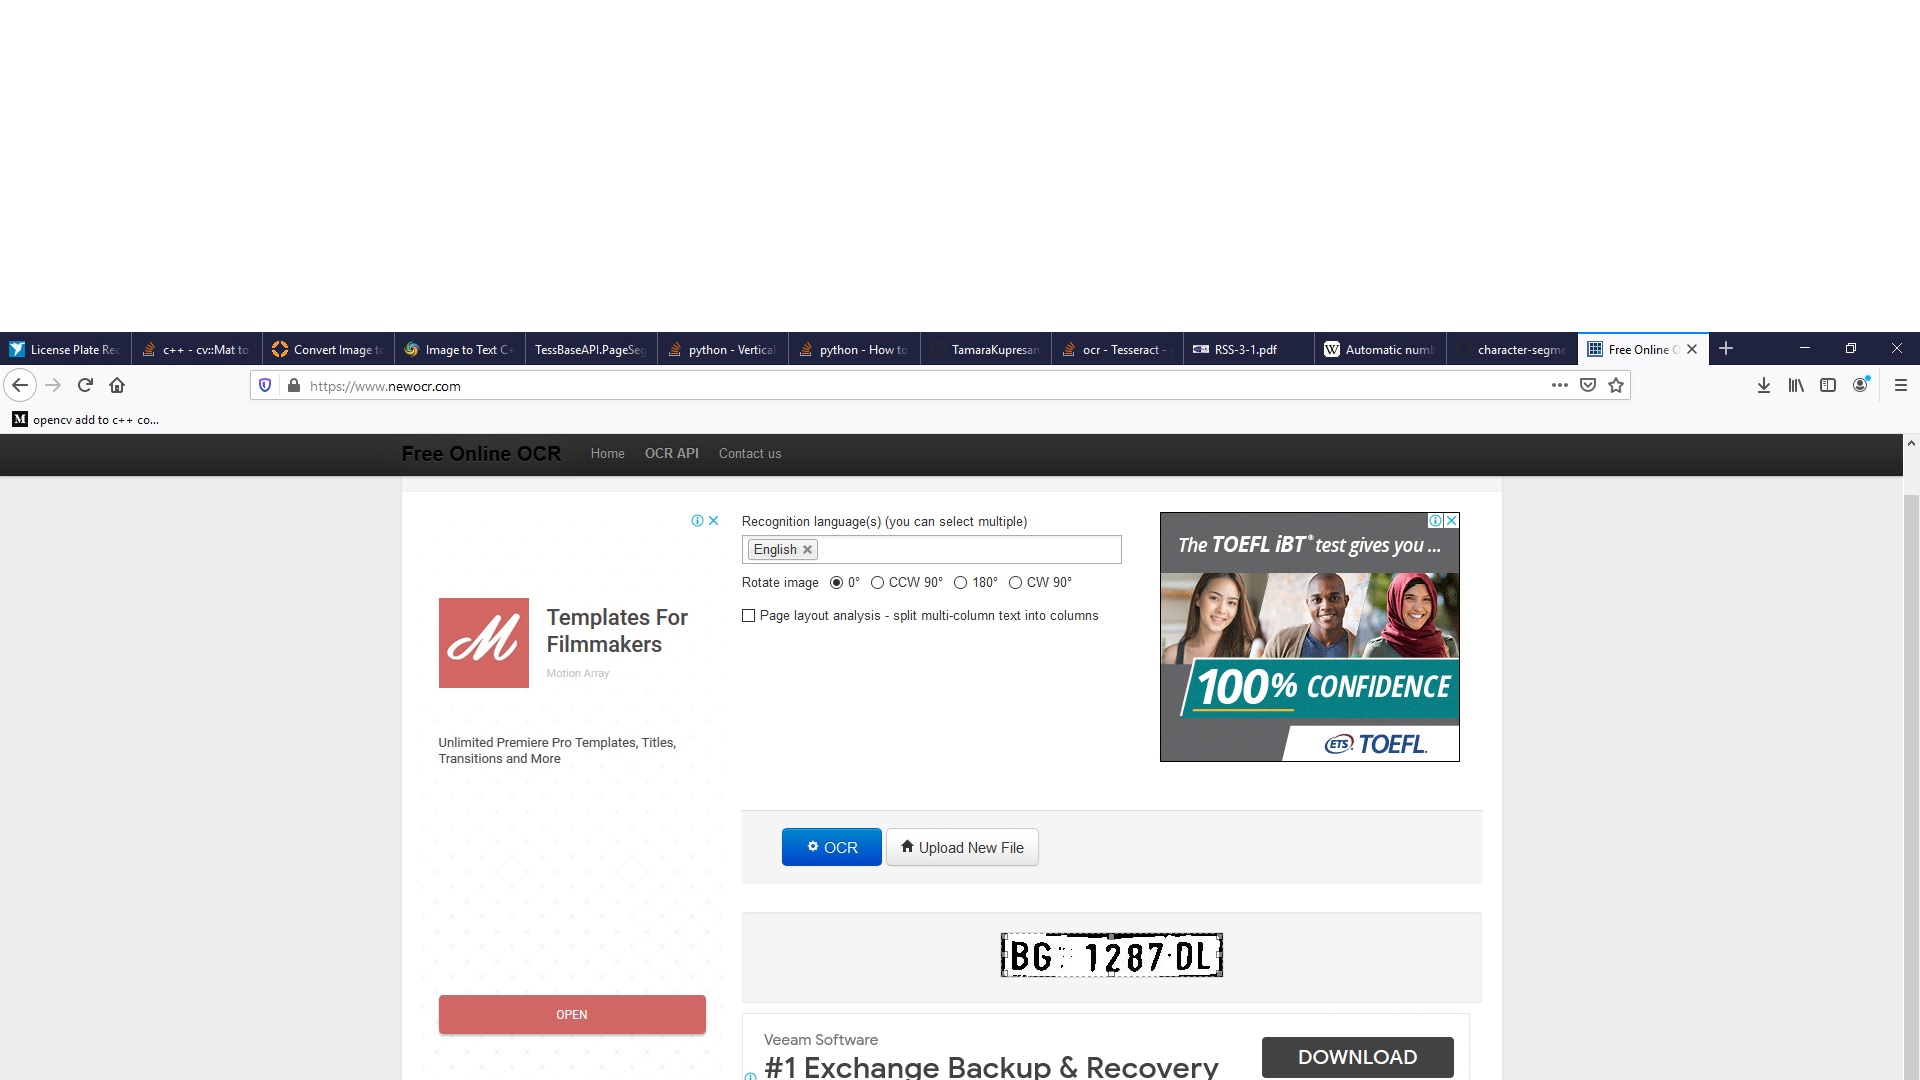 License Plate Rec
c++ - cv::Mat to
Convert Image to
Image to Text C+
TessBaseAPI.PageSeg
python - Vertical
python - How to
TamaraKupresan
ocr - Tesseract -
RSS-3-1.pdf
Automatic numb
character-segme
Free Online O
https://www.newocr.com
M opencv add to c++ co...
Free Online OCR Home OCR API Contact us
Recognition language(s) (you can select multiple)
English
Rotate image 0° CCW 90° 180° CW 90°
Page layout analysis - split multi-column text into columns
Templates For
Filmmakers
Motion Array
Unlimited Premiere Pro Templates, Titles,
Transitions and More
OPEN
The TOEFL iBT® test gives you ...
100% CONFIDENCE
ETS TOEFL.
OCR Upload New File
BG 1287·DL
Veeam Software
#1 Exchange Backup & Recovery
DOWNLOAD